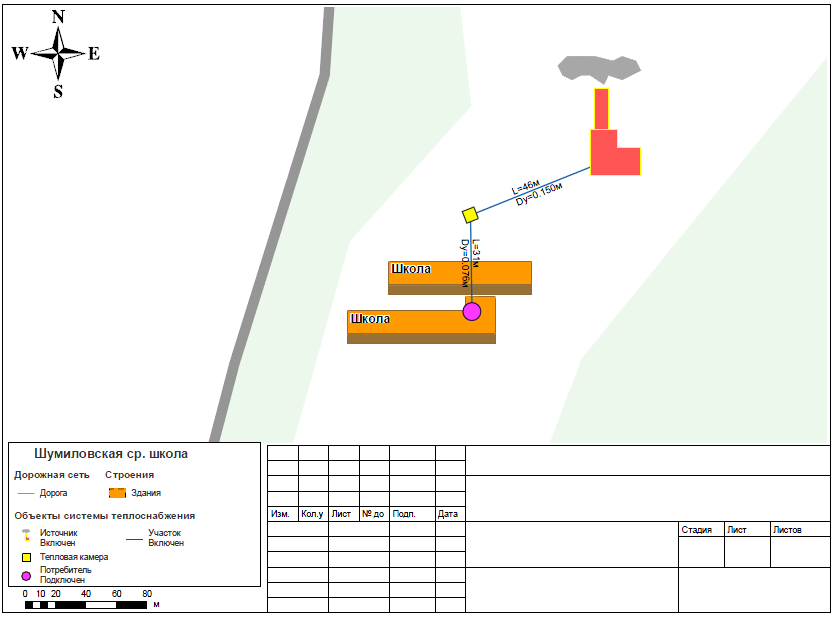 N
W E
S
L=46м
Dy=0.150м
L=3.1м
Dy=0.076м
Школа
Школа
Шумиловская ср. школа
Дорожная сеть Строения
Дорога Здания
Объекты системы теплоснабжения
Источник Участок
Включен Включен
Тепловая камера
Потребитель
Подключен
0 10 20 40 60 80
м
Изм. Кол.у Лист № до Подп. Дата
Стадия Лист Листов